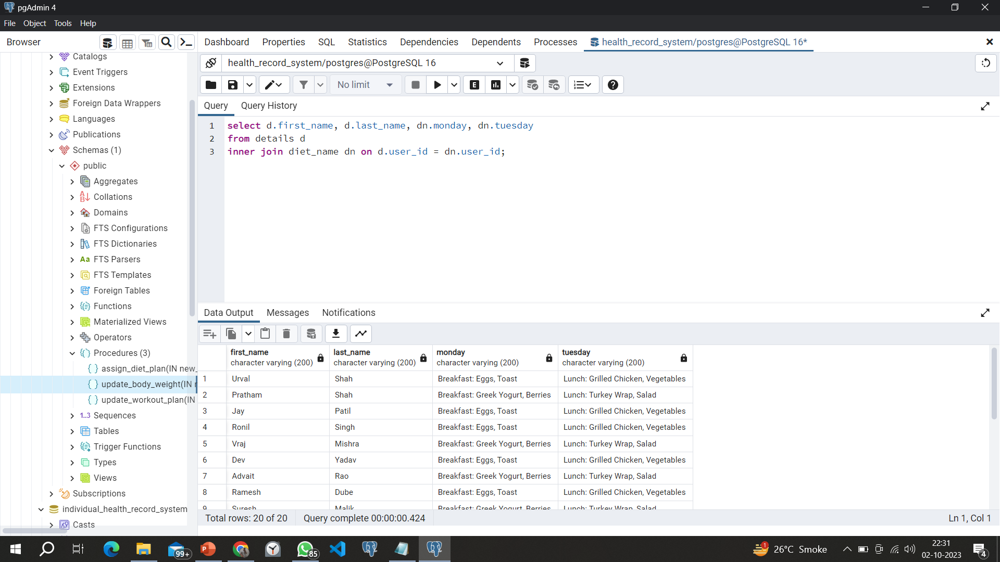 pgAdmin 4
File Object Tools Help
Browser
Dashboard Properties SQL Statistics Dependencies Dependents Processes health_record_system/postgres@PostgreSQL 16*
Catalogs
Event Triggers
Extensions
Foreign Data Wrappers
Languages
Publications
Schemas (1)
public
Aggregates
Collations
Domains
FTS Configurations
FTS Dictionaries
Aa FTS Parsers
FTS Templates
Foreign Tables
Functions
Materialized Views
Operators
Procedures (3)
assign_diet_plan(IN new_
update_body_weight(IN
update_workout_plan(IN
1..3 Sequences
Tables
Trigger Functions
Types
Views
Subscriptions
individual_health_record_system
Casts
health_record_system/postgres@PostgreSQL 16
No limit
E
Query Query History
1 select d.first_name, d.last_name, dn.monday, dn.tuesday
2 from details d
3 inner join diet_name dn on d.user_id = dn.user_id;
Data Output Messages Notifications
first_name last_name monday tuesday
character varying (200) character varying (200) character varying (200) character varying (200)
1 Urval Shah Breakfast: Eggs, Toast Lunch: Grilled Chicken, Vegetables
2 Pratham Shah Breakfast: Greek Yogurt, Berries Lunch: Turkey Wrap, Salad
3 Jay Patil Breakfast: Eggs, Toast Lunch: Grilled Chicken, Vegetables
4 Ronil Singh Breakfast: Eggs, Toast Lunch: Grilled Chicken, Vegetables
5 Vraj Mishra Breakfast: Greek Yogurt, Berries Lunch: Turkey Wrap, Salad
6 Dev Yadav Breakfast: Eggs, Toast Lunch: Grilled Chicken, Vegetables
7 Advait Rao Breakfast: Greek Yogurt, Berries Lunch: Turkey Wrap, Salad
8 Ramesh Dube Breakfast: Eggs, Toast Lunch: Grilled Chicken, Vegetables
9 Suresh Malik Breakfast: Greek Yogurt, Berries Lunch: Turkey Wrap, Salad
Total rows: 20 of 20 Query complete 00:00:00.424 Ln 1, Col 1
99+ 85 1 26°C Smoke 22:31
02-10-2023 4